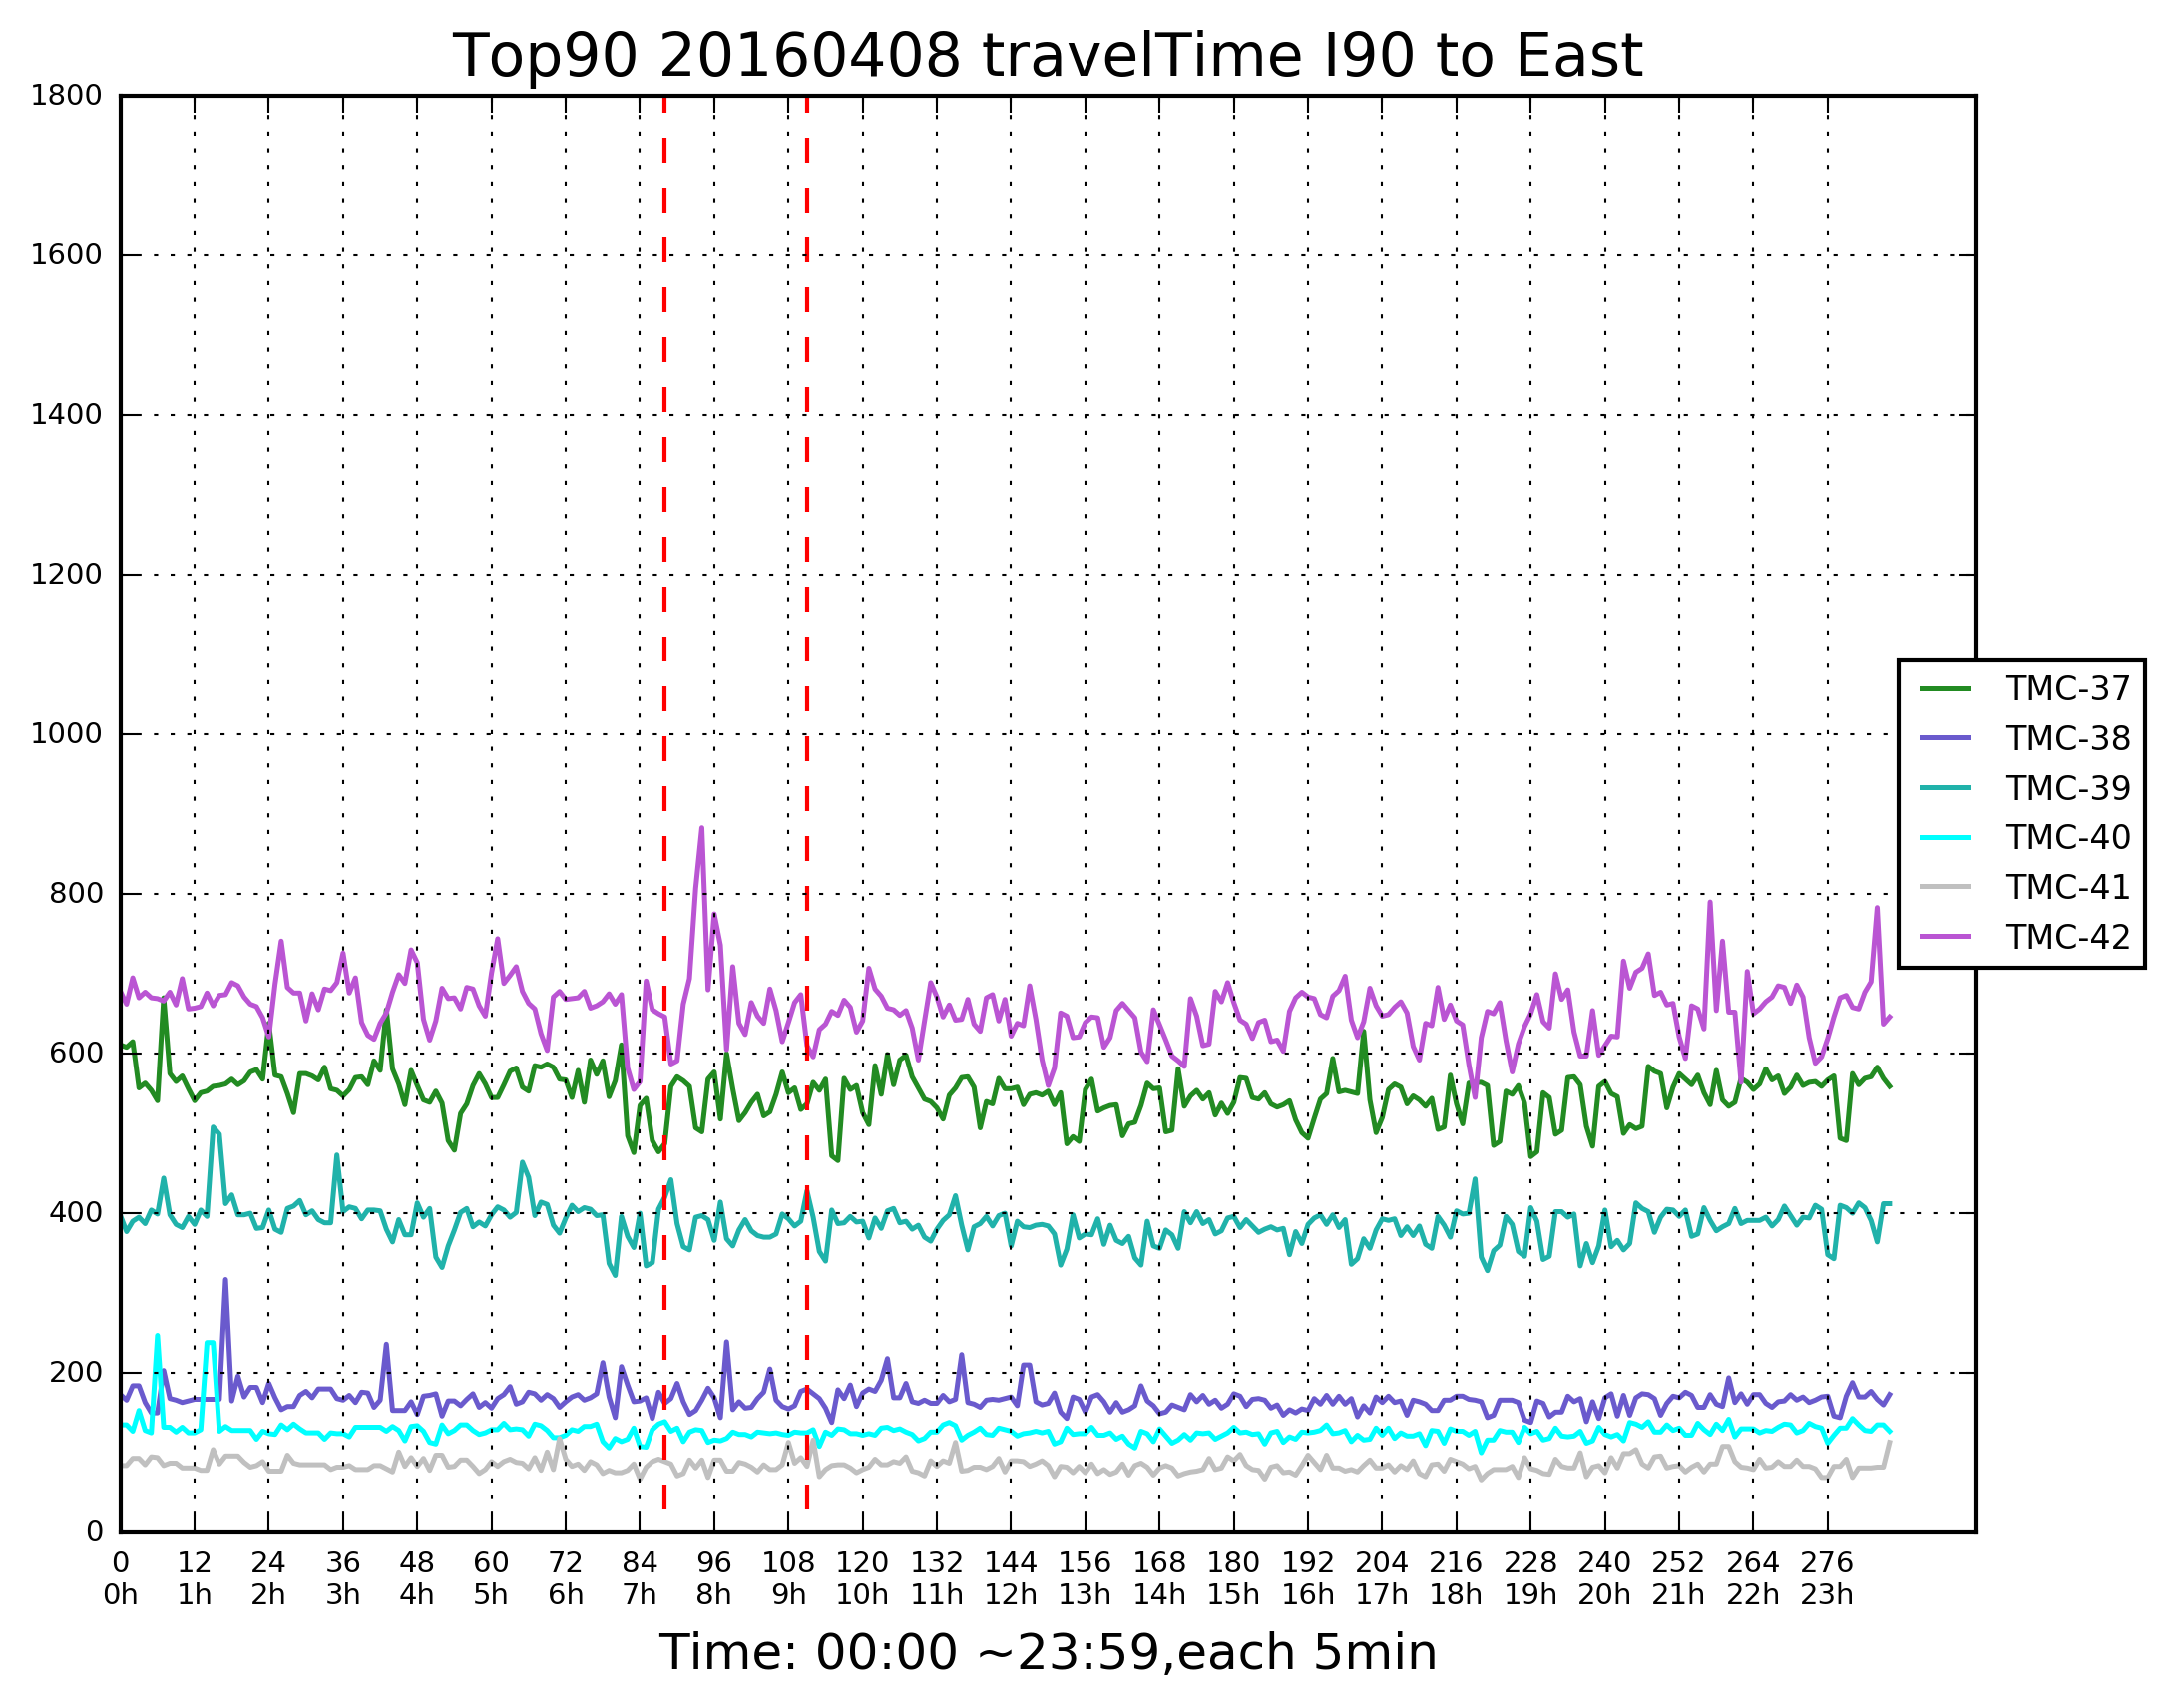 Top90 20160408 travelTime I90 to East
1800
1600
1400
1200
1000
800
600
400
200
0
TMC-37
TMC-38
TMC-39
TMC-40
TMC-41
TMC-42
0 12 24 36 48 60 72 84 96 108 120 132 144 156 168 180 192 204 216 228 240 252 264 276
0h 1h 2h 3h 4h 5h 6h 7h 8h 9h 10h 11h 12h 13h 14h 15h 16h 17h 18h 19h 20h 21h 22h 23h
Time: 00:00 ~23:59,each 5min